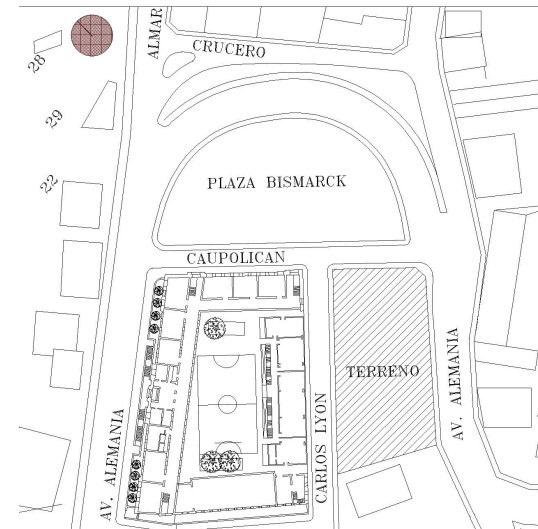 ALMAR
CRUCERO
28
29
22
PLAZA BISMARCK
CAUPOLICAN
TERRENO
AV. ALEMANIA
CARLOS LYON
AV. ALEMANIA